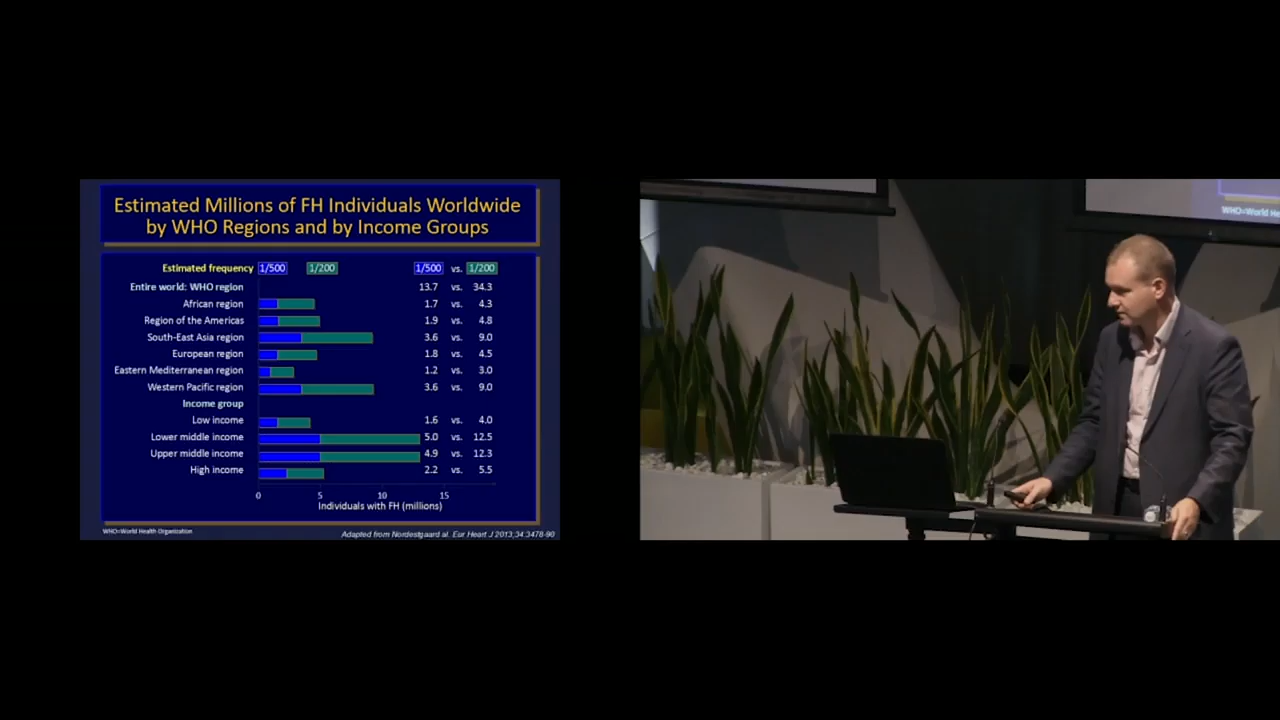 Estimated Millions of FH Individuals Worldwide
by WHO Regions and by Income Groups
Estimated frequency 1/500 1/200 1/500 vs. 1/200
Entire world: WHO region 13.7 vs. 34.3
African region 1.7 vs. 4.3
Region of the Americas 1.9 vs. 4.8
South-East Asia region 3.6 vs. 9.0
European region 1.8 vs. 4.5
Eastern Mediterranean region 1.2 vs. 3.0
Western Pacific region 3.6 vs. 9.0
Income group
Low income 1.6 vs. 4.0
Lower middle income 5.0 vs. 12.5
Upper middle income 4.9 vs. 12.3
High income 2.2 vs. 5.5
0 5 10 15
Individuals with FH (millions)
WHO=World Health Organization
Adapted from Nordestgaard al. Eur Heart J 2013;34:3478-90
WHO=World He